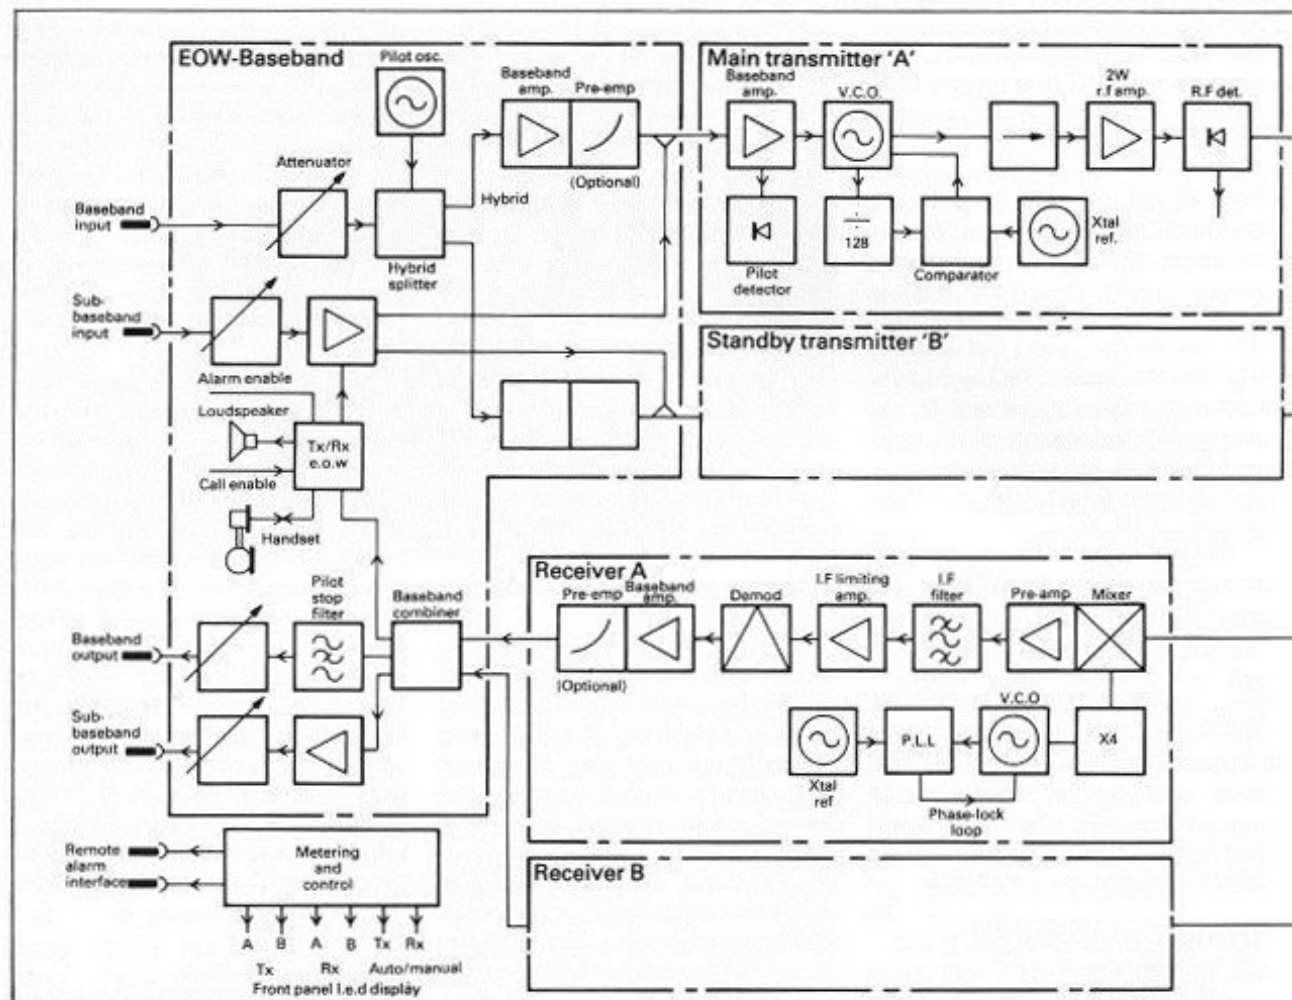 EOW-Baseband
Pilot osc.
Baseband
amp.
Pre-emp
(Optional)
Attenuator
Hybrid
Hybrid
splitter
Baseband
input
Sub-
baseband
input
Alarm enable
Loudspeaker
Tx/Rx
e.o.w
Call enable
Handset
Pilot
stop
filter
Baseband
combiner
Baseband
output
Sub-
baseband
output
Main transmitter 'A'
Baseband
amp.
V.C.O.
2W
r.f amp.
R.F det.
Pilot
detector
128
Comparator
Xtal
ref.
Standby transmitter 'B'
Receiver A
Pre-emp
Baseband
amp.
(Optional)
Demod
I.F limiting
amp.
I.F
filter
Pre-amp
Mixer
V.C.O
Xtal
ref
P.L.L
X4
Phase-lock
loop
Receiver B
Remote
alarm
interface
Metering
and
control
A B A B Tx Rx
Tx Rx Auto/manual
Front panel l.e.d display